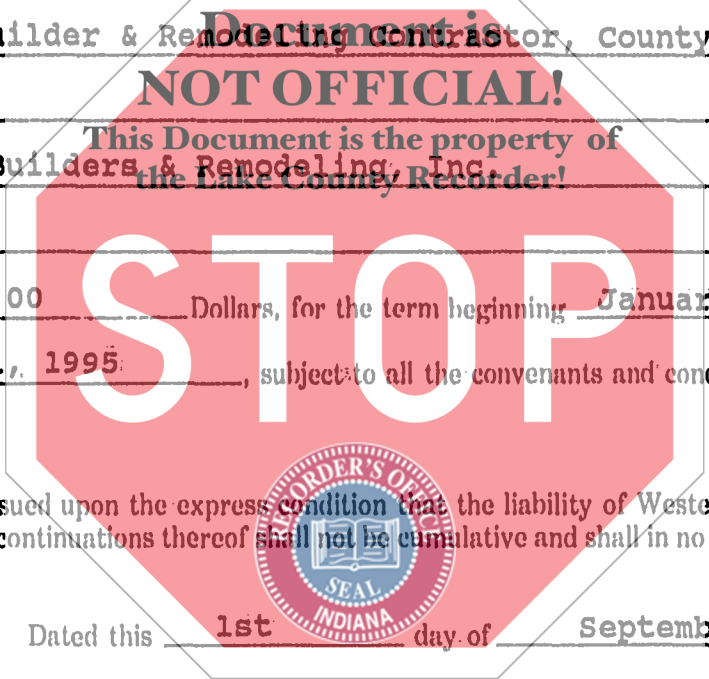 ilder & Remodeling Contractor, County
Document is
NOT OFFICIAL!
This Document is the property of
uilders & Remodeling, Inc.
the Lake County Recorder!
STOP
00 Dollars, for the term beginning Januar
., 1995, subject to all the convenants and con
sued upon the express condition that the liability of Weste
continuations thereof shall not be cumulative and shall in no
RECORDER'S OFFICE
SEAL
INDIANA
Dated this 1st day of Septemb